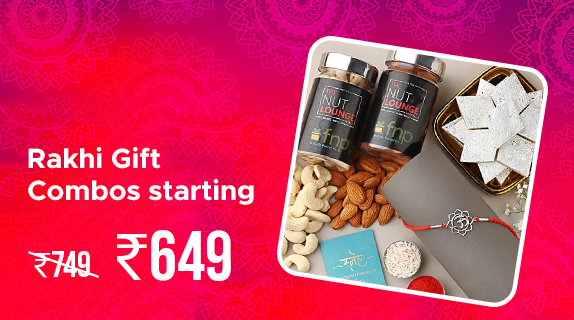 Rakhi Gift
Combos starting
₹749 ₹649
THE
NUT
LOUNGE
fnp
THE
NUT
LOUNGE
fnp